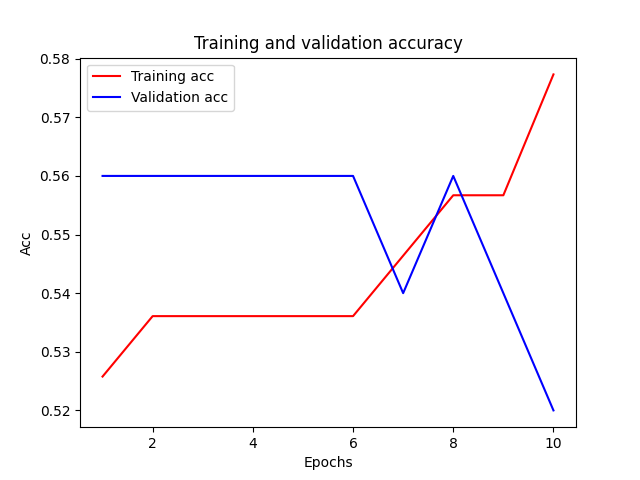 Training and validation accuracy
Training acc
Validation acc
0.58
0.57
0.56
0.55
0.54
0.53
0.52
Acc
2 4 6 8 10
Epochs